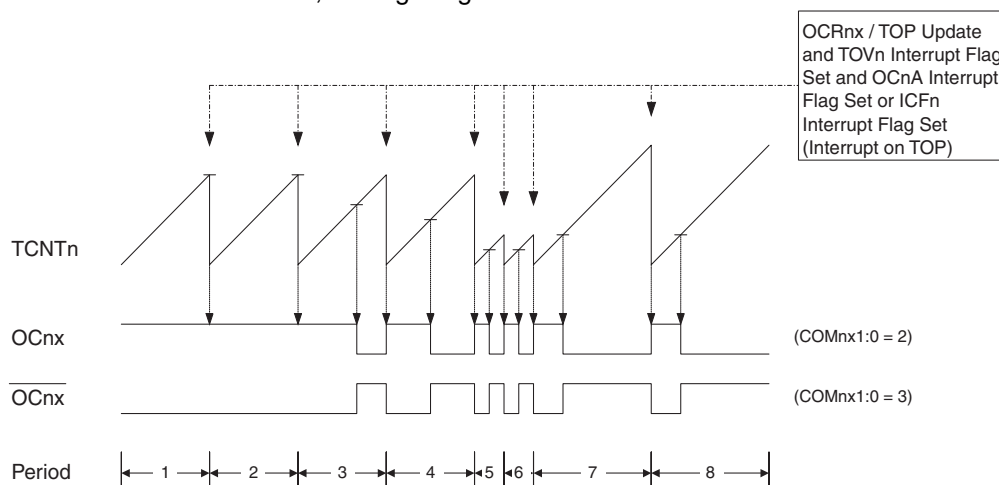 OCRnx / TOP Update
and TOVn Interrupt Flag
Set and OCnA Interrupt
Flag Set or ICFn
Interrupt Flag Set
(Interrupt on TOP)
TCNTn
OCnx
(COMnx1:0 = 2)
OCnx
(COMnx1:0 = 3)
Period 1 2 3 4 5 6 7 8